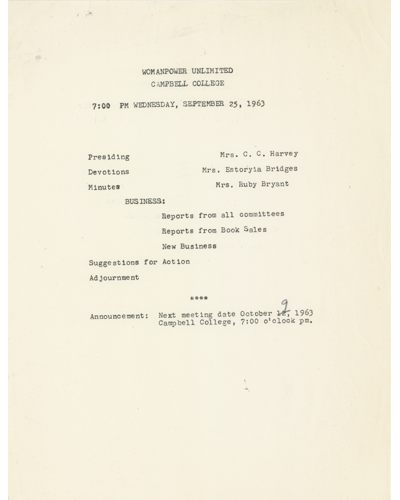 WOMANPOWER UNLIMITED
CAMPBELL COLLEGE
7:00 PM WEDNESDAY, SEPTEMBER 25, 1963
Presiding Mrs. C. C. Harvey
Devotions Mrs. Estoryia Bridges
Minutes Mrs. Ruby Bryant
BUSINESS:
Reports from all committees
Reports from Book Sales
New Business
Suggestions for Action
Adjournment
****
Announcement: Next meeting date October 9, 1963
Campbell College, 7:00 o'clock pm.